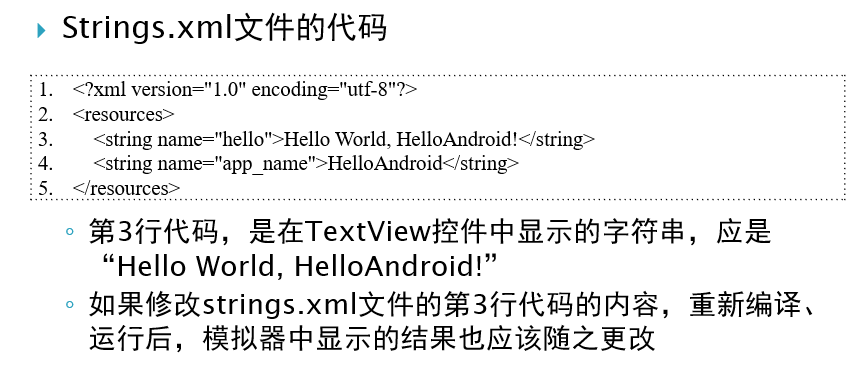 Strings.xml文件的代码
1. <?xml version="1.0" encoding="utf-8"?>
2. <resources>
3. <string name="hello">Hello World, HelloAndroid!</string>
4. <string name="app_name">HelloAndroid</string>
5. </resources>
第3行代码，是在TextView控件中显示的字符串，应是
“Hello World, HelloAndroid!”
如果修改strings.xml文件的第3行代码的内容，重新编译、
运行后，模拟器中显示的结果也应该随之更改